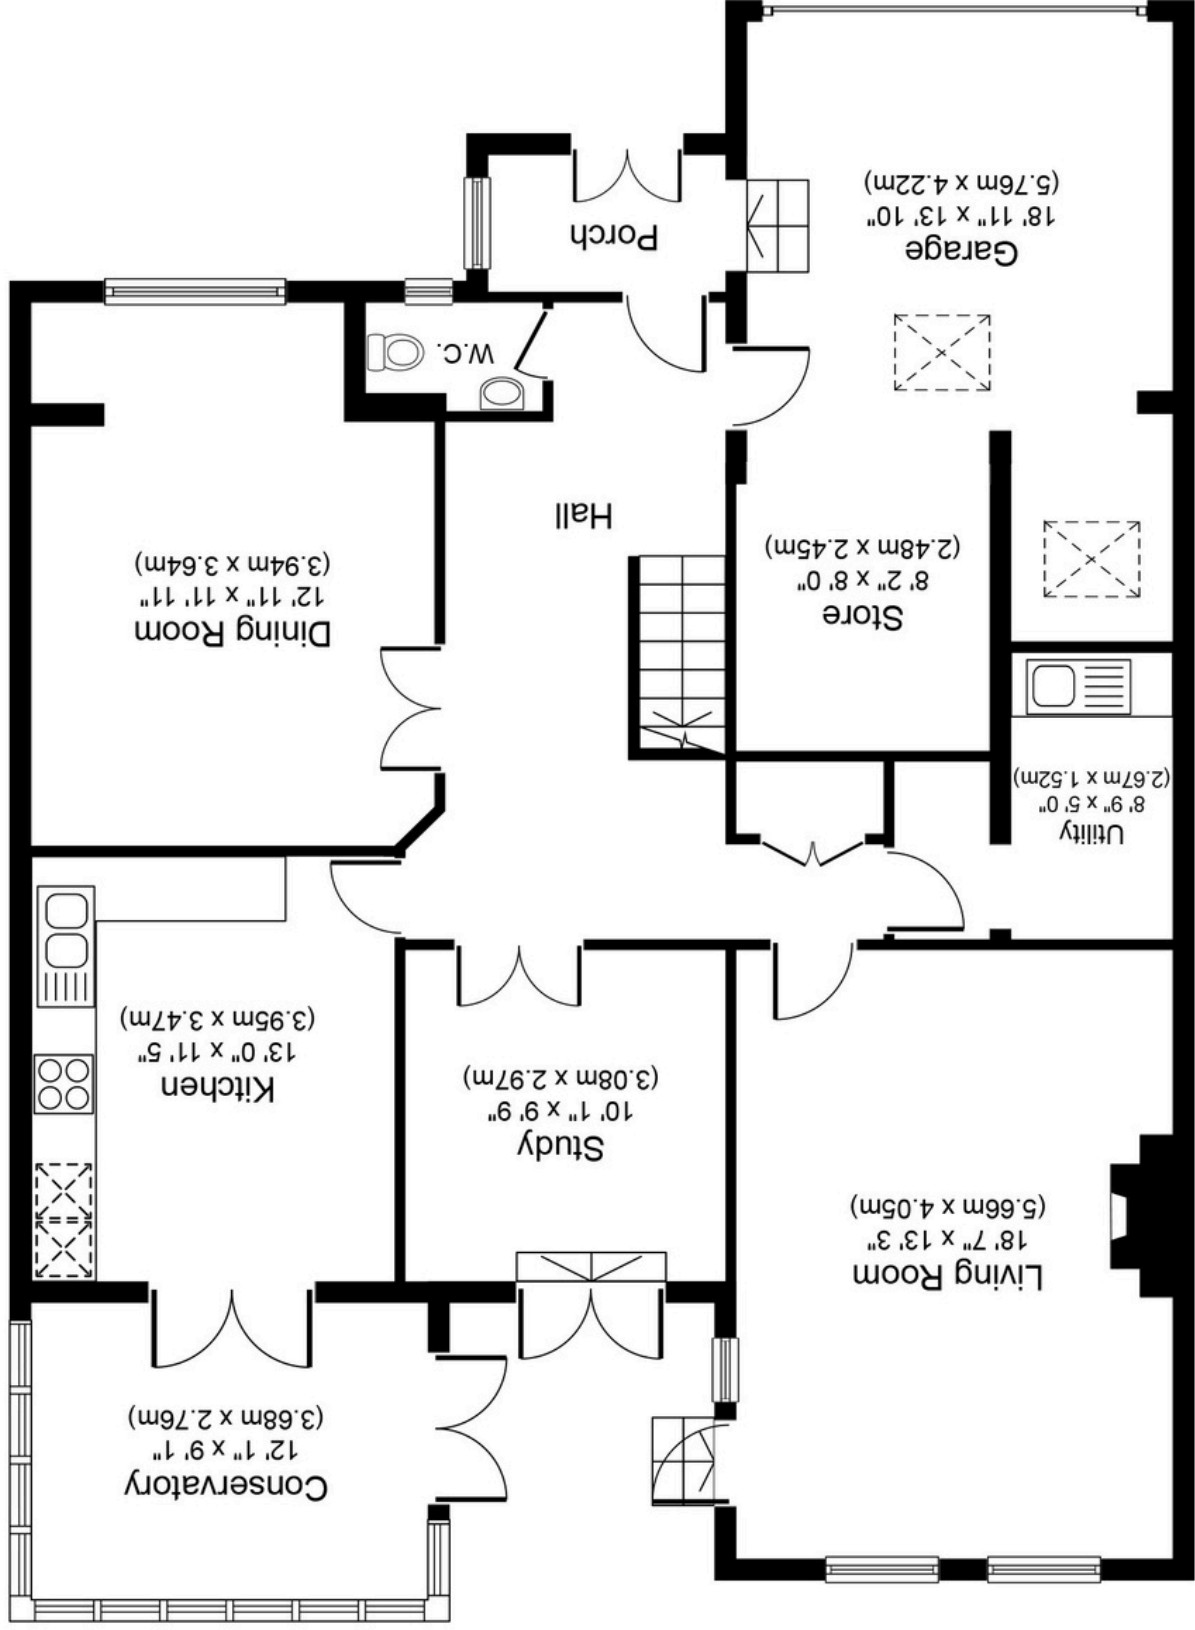 Conservatory
12' 1" x 9' 1"
(3.68m x 2.76m)
Living Room
18' 7" x 13' 3"
(5.66m x 4.05m)
Study
10' 1" x 9' 9"
(3.08m x 2.97m)
Kitchen
13' 0" x 11' 5"
(3.95m x 3.47m)
Utility
8' 9" x 5' 0"
(2.67m x 1.52m)
Store
8' 2" x 8' 0"
(2.48m x 2.45m)
Dining Room
12' 11" x 11' 11"
(3.94m x 3.64m)
Hall
W.C.
Porch
Garage
18' 11" x 13' 10"
(5.76m x 4.22m)